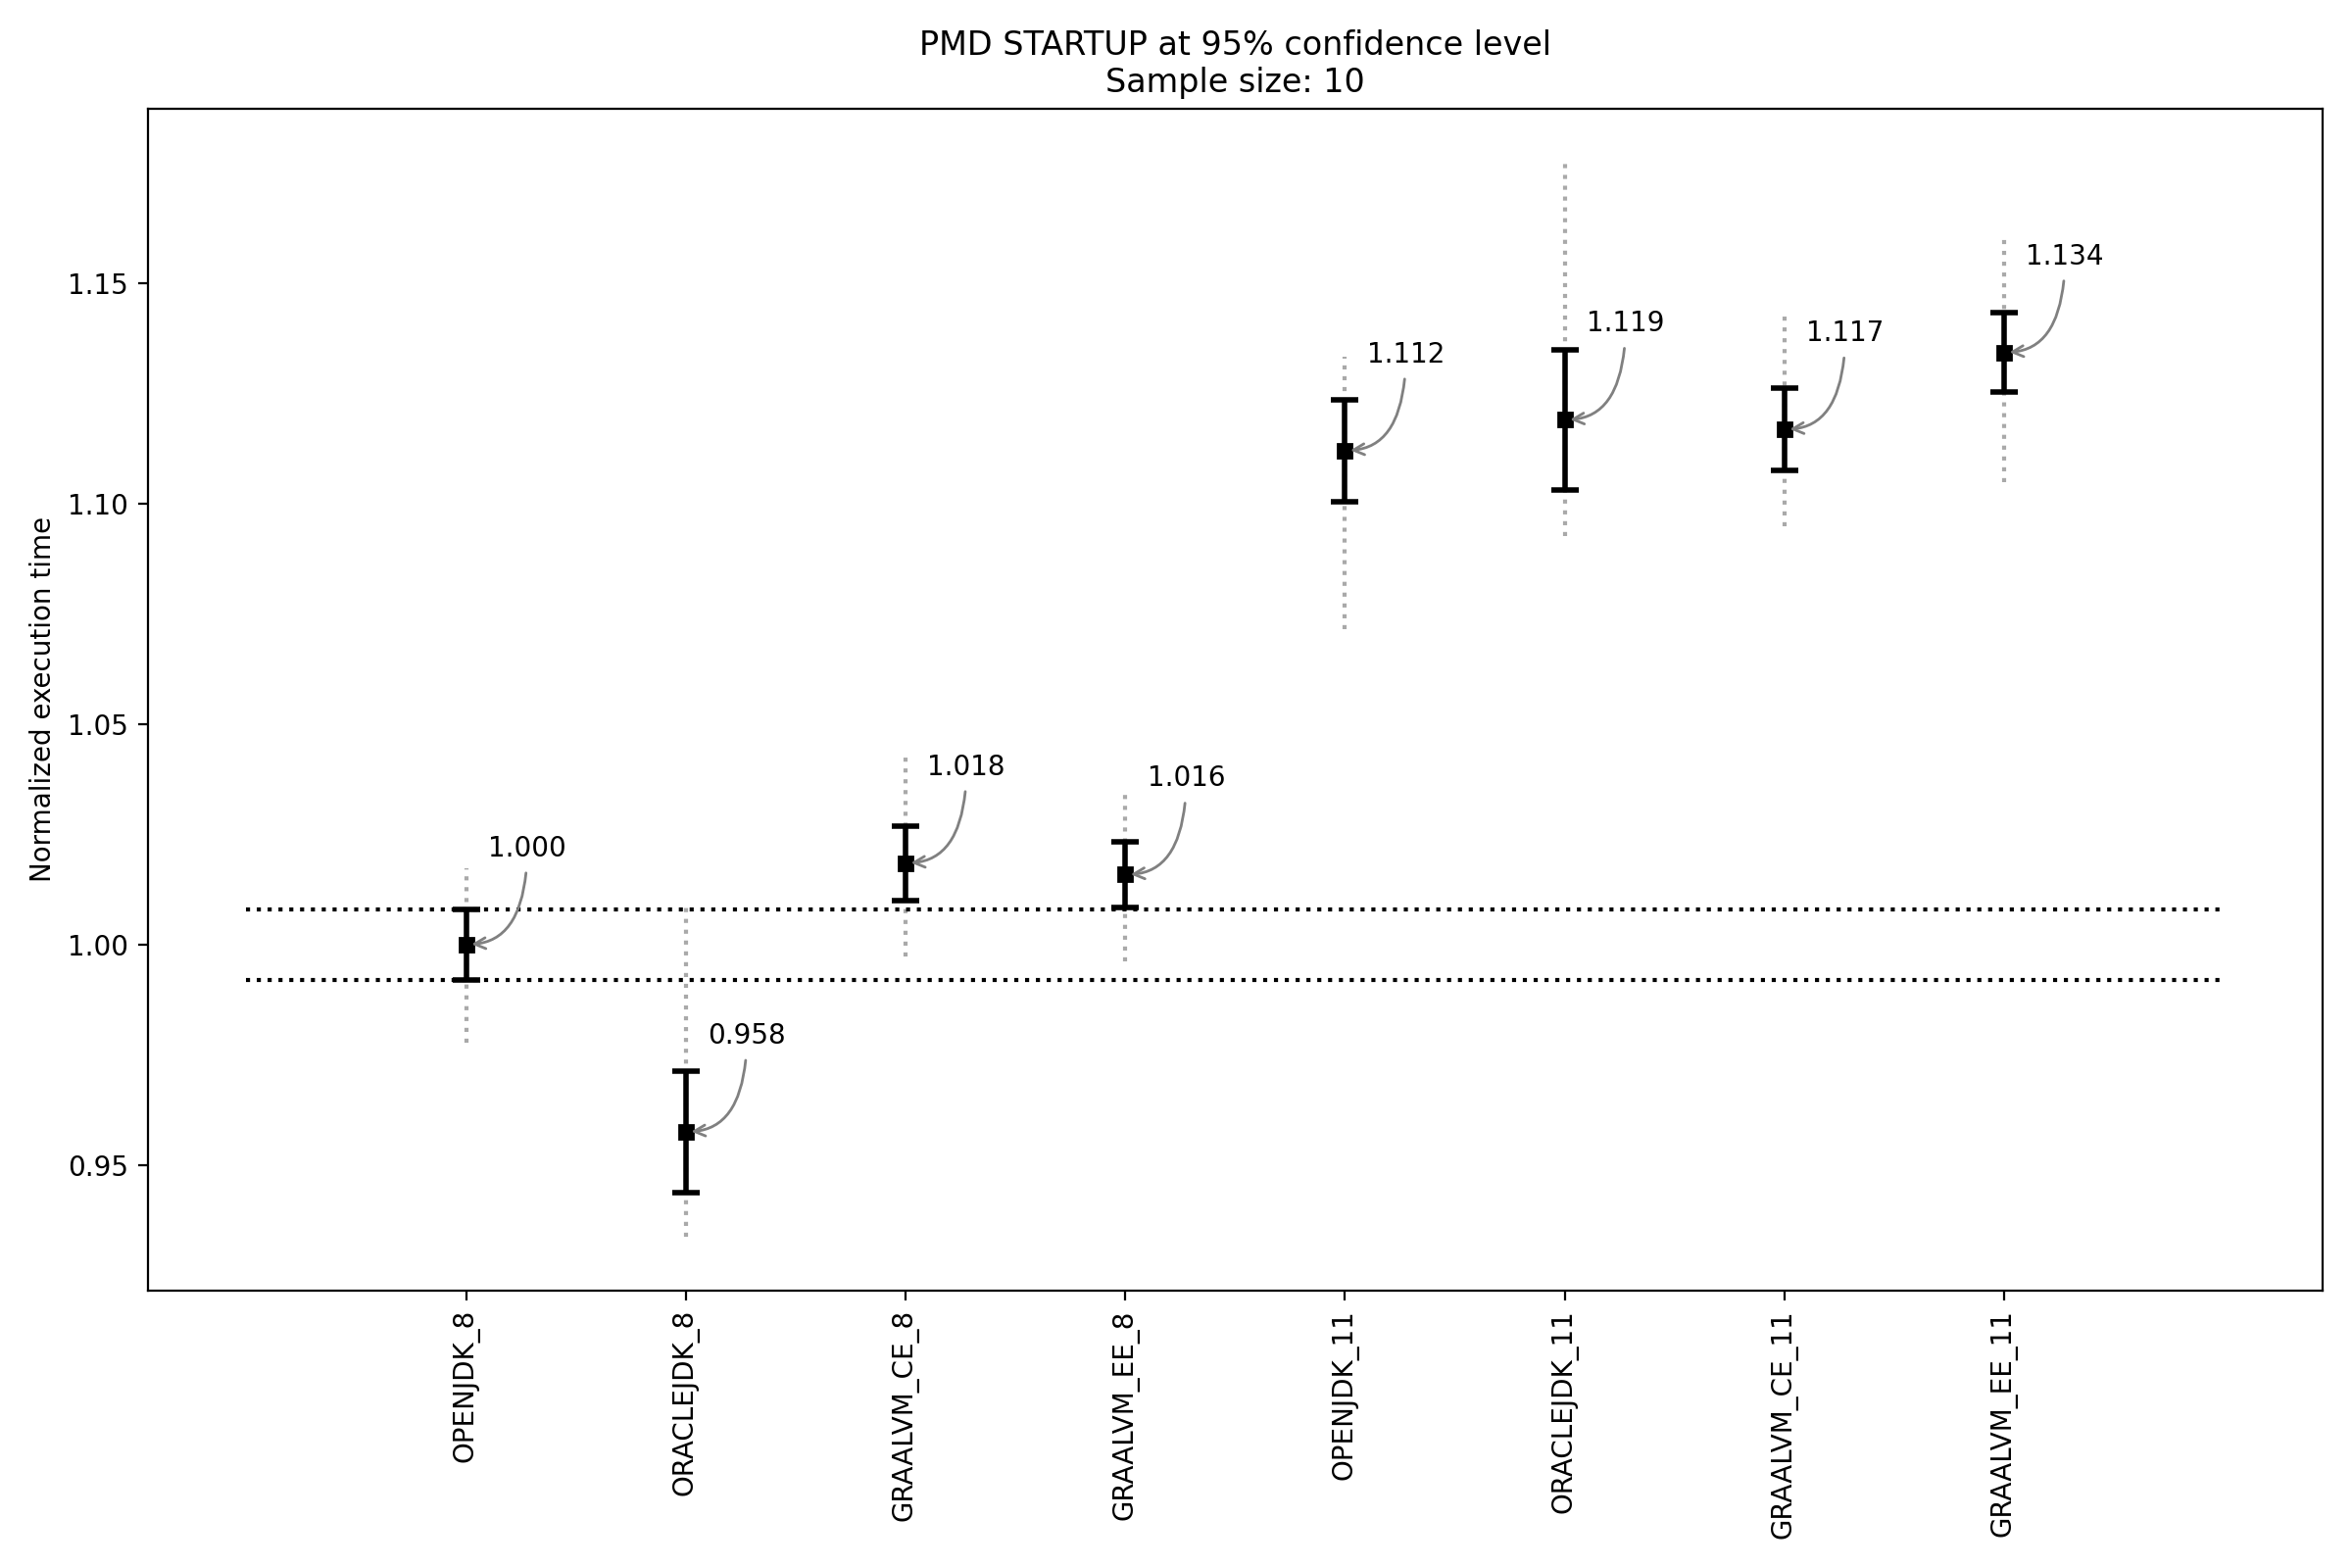 PMD STARTUP at 95% confidence level
Sample size: 10
Normalized execution time
1.15
1.10
1.05
1.00
0.95
1.000
0.958
1.018
1.016
1.112
1.119
1.117
1.134
OPENJDK_8
ORACLEJDK_8
GRAALVM_CE_8
GRAALVM_EE_8
OPENJDK_11
ORACLEJDK_11
GRAALVM_CE_11
GRAALVM_EE_11